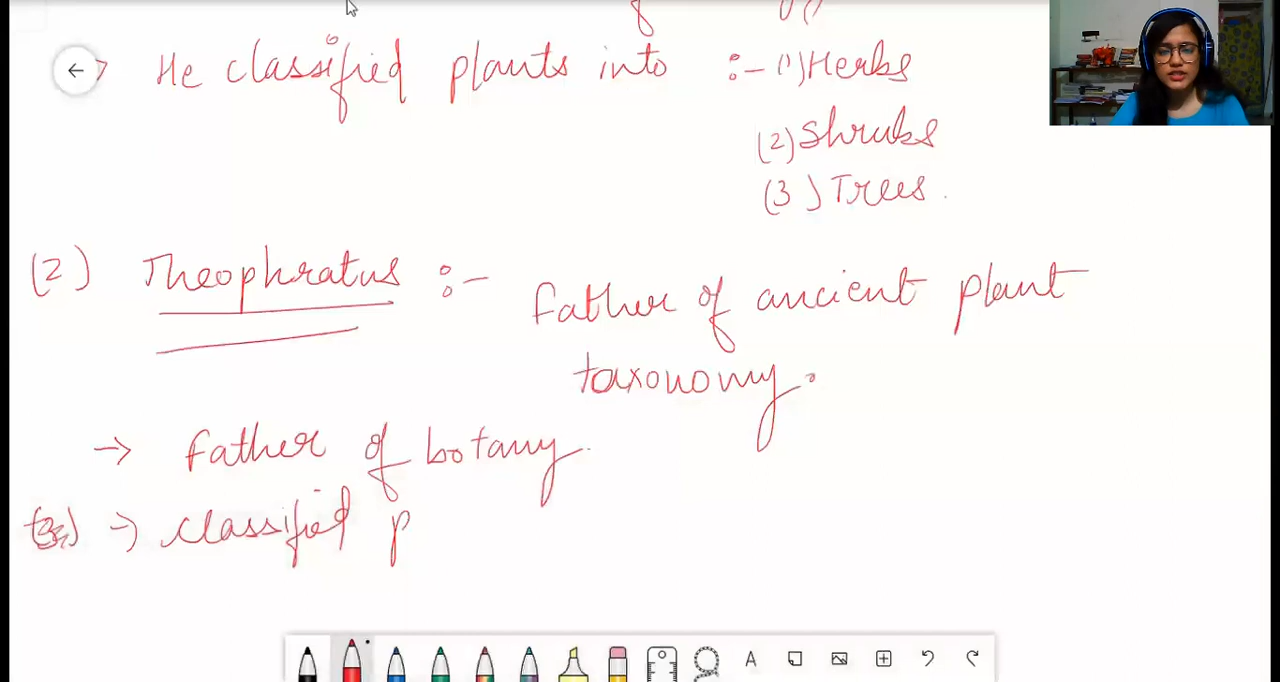 He classified plants into :- (1) Herbs
(2) Shrubs
(3) Trees.
(2) Theophratus :- Father of ancient plant
taxonomy.
→ Father of botany.
→ classified p
A